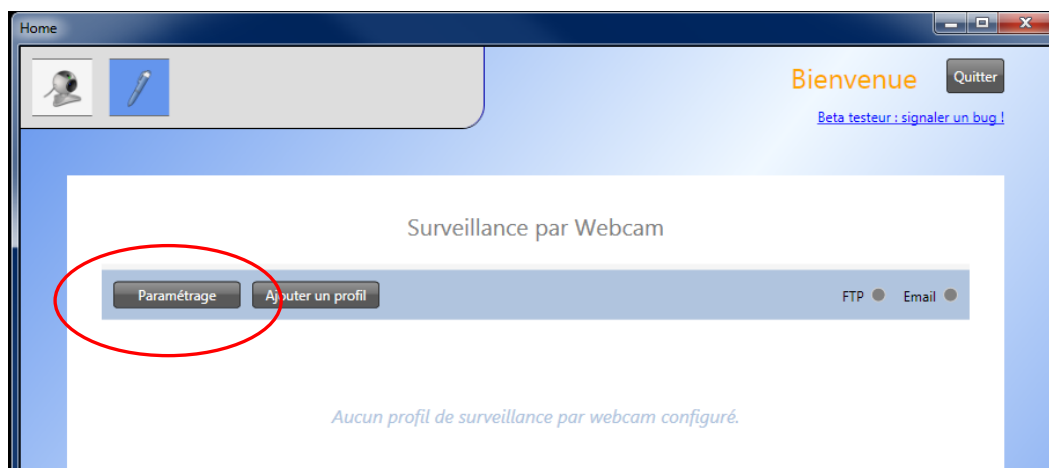 Home
Bienvenue
Quitter
Beta testeur : signaler un bug !
Surveillance par Webcam
Paramétrage
Ajouter un profil
FTP
Email
Aucun profil de surveillance par webcam configuré.